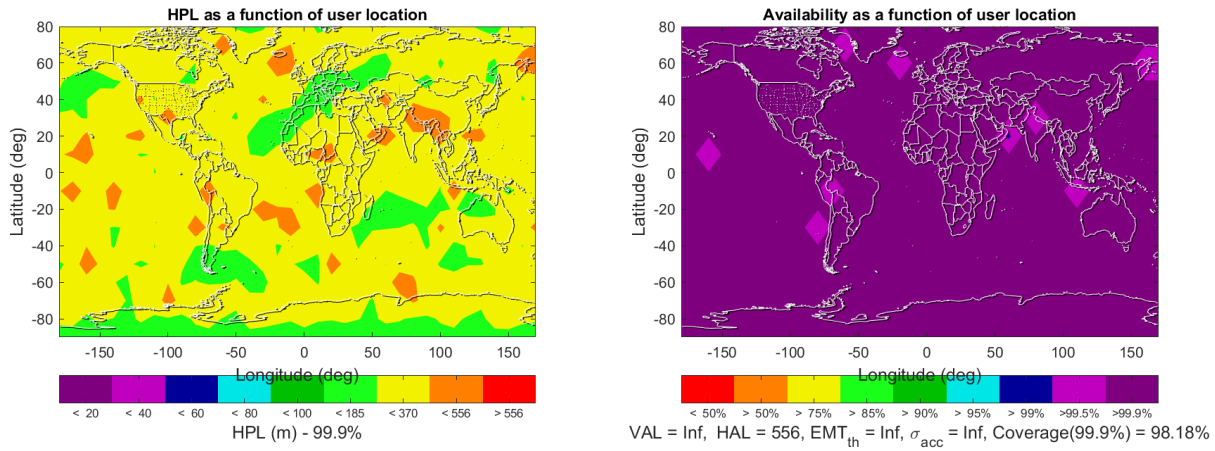 HPL as a function of user location
80
60
40
20
0
-20
-40
-60
-80
Latitude (deg)
-150 -100 -50 0 50 100 150
Longitude (deg)
< 20 < 40 < 60 < 80 <100 <185 <370 <556 >556
HPL (m) - 99.9%
Availability as a function of user location
80
60
40
20
0
-20
-40
-60
-80
Latitude (deg)
-150 -100 -50 0 50 100 150
Longitude (deg)
< 50% > 50% > 75% > 85% > 90% > 95% > 99% >99.5% >99.9%
VAL = Inf, HAL = 556, EMT_th = Inf, σ_acc = Inf, Coverage(99.9%) = 98.18%